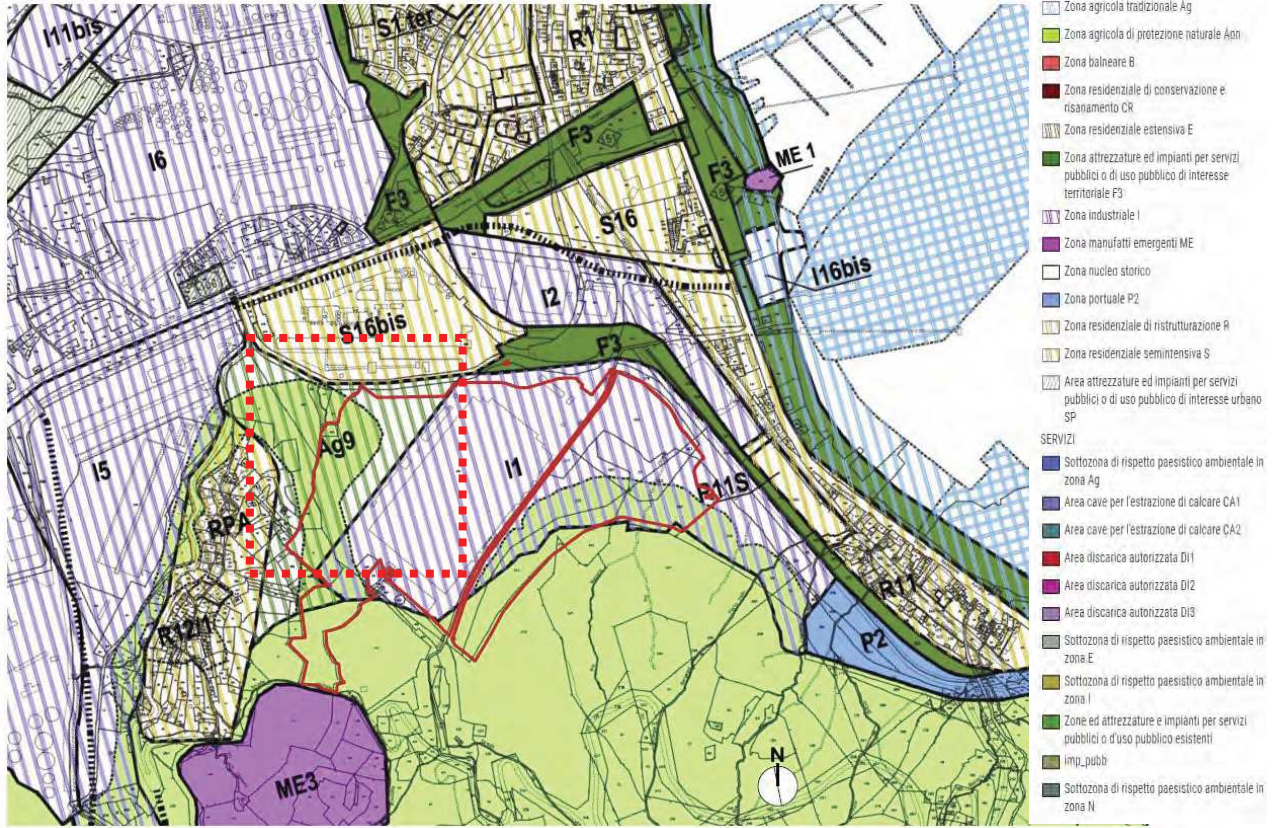 I11bis
S1 ter
R1
I6
F3
F3
F3
ME 1
S16
I16bis
I2
S16bis
F3
Ag9
I5
I1
P11S
RPA
R12/1
R11
P2
ME3
N
Zona agricola tradizionale Ag
Zona agricola di protezione naturale Aon
Zona balneare B
Zona residenziale di conservazione e
risanamento CR
Zona residenziale estensiva E
Zona attrezzature ed impianti per servizi
pubblici o di uso pubblico di interesse
territoriale F3
Zona industriale I
Zona manufatti emergenti ME
Zona nucleo storico
Zona portuale P2
Zona residenziale di ristrutturazione R
Zona residenziale semintensiva S
Area attrezzature ed impianti per servizi
pubblici o di uso pubblico di interesse urbano
SP
SERVIZI
Sottozona di rispetto paesistico ambientale in
zona Ag
Area cave per l'estrazione di calcare CA1
Area cave per l'estrazione di calcare CA2
Area discarica autorizzata DI1
Area discarica autorizzata DI2
Area discarica autorizzata DI3
Sottozona di rispetto paesistico ambientale in
zona E
Sottozona di rispetto paesistico ambientale in
zona I
Zone ed attrezzature e impianti per servizi
pubblici o d'uso pubblico esistenti
imp_pubb
Sottozona di rispetto paesistico ambientale in
zona N